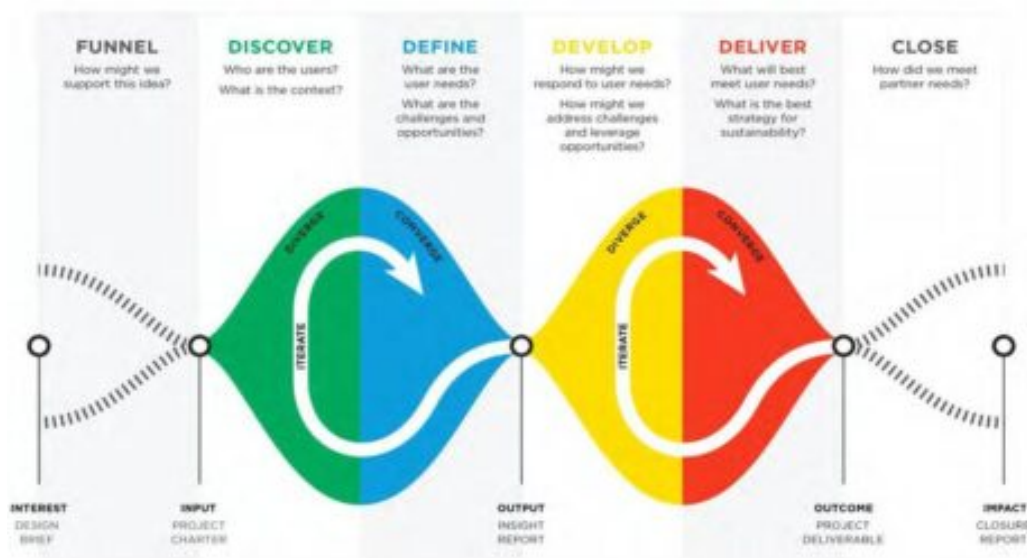 FUNNEL
How might we
support this idea?
DISCOVER
Who are the users?
What is the context?
DEFINE
What are the
user needs?
What are the
challenges and
opportunities?
DEVELOP
How might we
respond to user needs?
How might we
address challenges
and leverage
opportunities?
DELIVER
What will best
meet user needs?
What is the best
strategy for
sustainability?
CLOSE
How did we meet
partner needs?
DIVERGE
CONVERGE
ITERATE
DIVERGE
CONVERGE
ITERATE
INTEREST
DESIGN
BRIEF
INPUT
PROJECT
CHARTER
OUTPUT
INSIGHT
REPORT
OUTCOME
PROJECT
DELIVERABLE
IMPACT
CLOSURE
REPORT